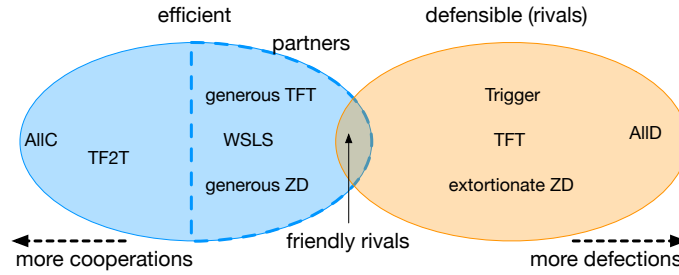 efficient
defensible (rivals)
partners
generous TFT
Trigger
AllC
WSLS
TFT
AllD
TF2T
generous ZD
extortionate ZD
friendly rivals
more cooperations
more defections